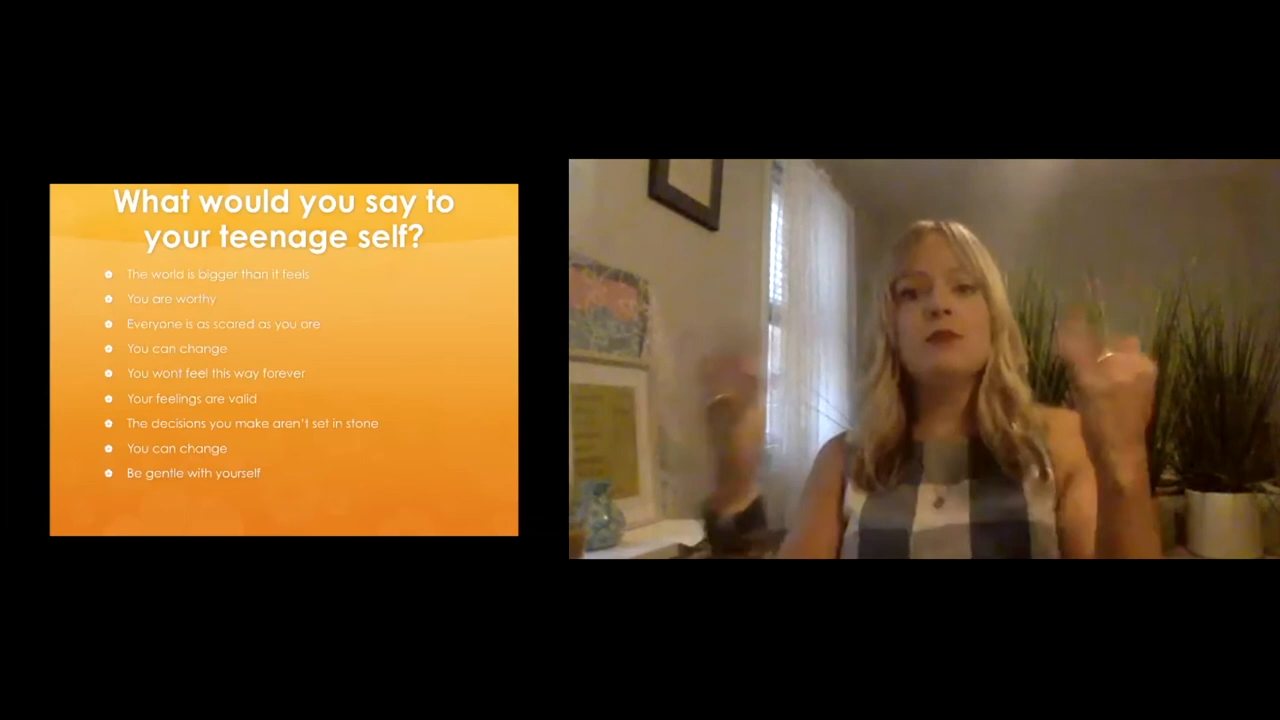 What would you say to
your teenage self?
The world is bigger than it feels
You are worthy
Everyone is as scared as you are
You can change
You wont feel this way forever
Your feelings are valid
The decisions you make aren't set in stone
You can change
Be gentle with yourself